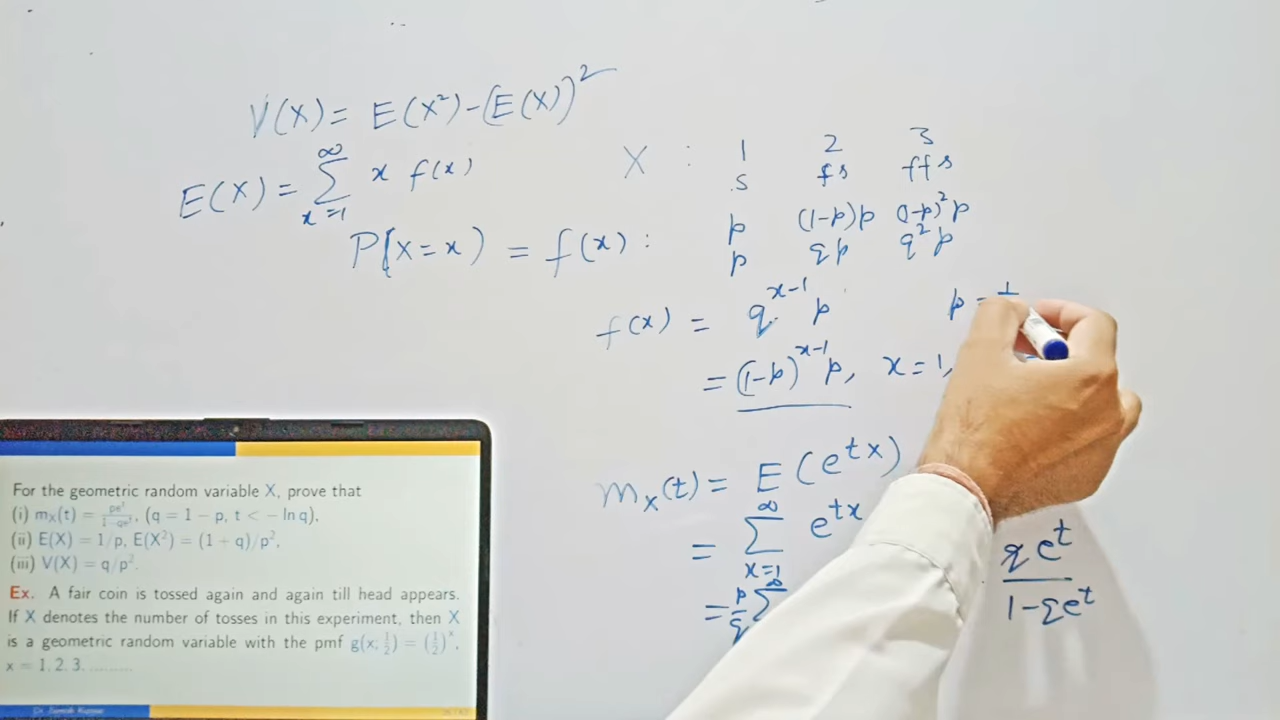 V(X) = E(X²) - (E(X))²
E(X) = ∞ Σ x=1 x f(x)
X : 1 2 3
s fs ffs
p (1-p)p (1-p)²p
P(X=x) = f(x) : p qp q²p
f(x) = q^(x-1) p p = 1
= (1-p)^(x-1) p, x = 1,
m_X(t) = E(e^(tX)
= ∞ Σ x=1 e^(tx)
= p/q ∞ Σ
qe^t / 1-qe^t
For the geometric random variable X, prove that
(i) m_X(t) = pe^t / 1-qe^t, (q = 1 - p, t < - ln q),
(ii) E(X) = 1/p, E(X²) = (1 + q)/p²,
(iii) V(X) = q/p².
Ex. A fair coin is tossed again and again till head appears.
If X denotes the number of tosses in this experiment, then X
is a geometric random variable with the pmf g(x; 1/2) = (1/2)^x,
x = 1, 2, 3, .........